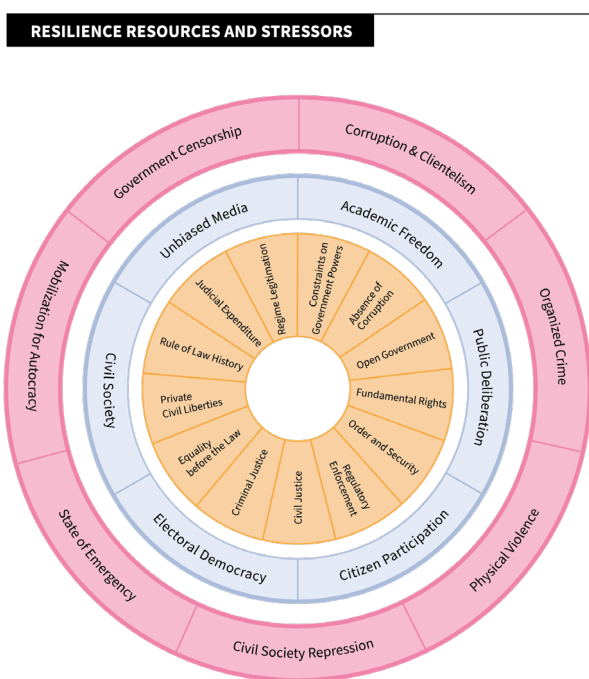 RESILIENCE RESOURCES AND STRESSORS
Corruption & Clientelism
Organized Crime
Physical Violence
Civil Society Repression
State of Emergency
Mobilization for Autocracy
Government Censorship
Academic Freedom
Public Deliberation
Citizen Participation
Electoral Democracy
Civil Society
Unbiased Media
Constraints on
Government Powers
Absence of
Corruption
Open Government
Fundamental Rights
Order and Security
Regulatory
Enforcement
Civil Justice
Criminal Justice
Equality
before the Law
Private
Civil Liberties
Rule of Law History
Judicial Expenditure
Regime Legitimation